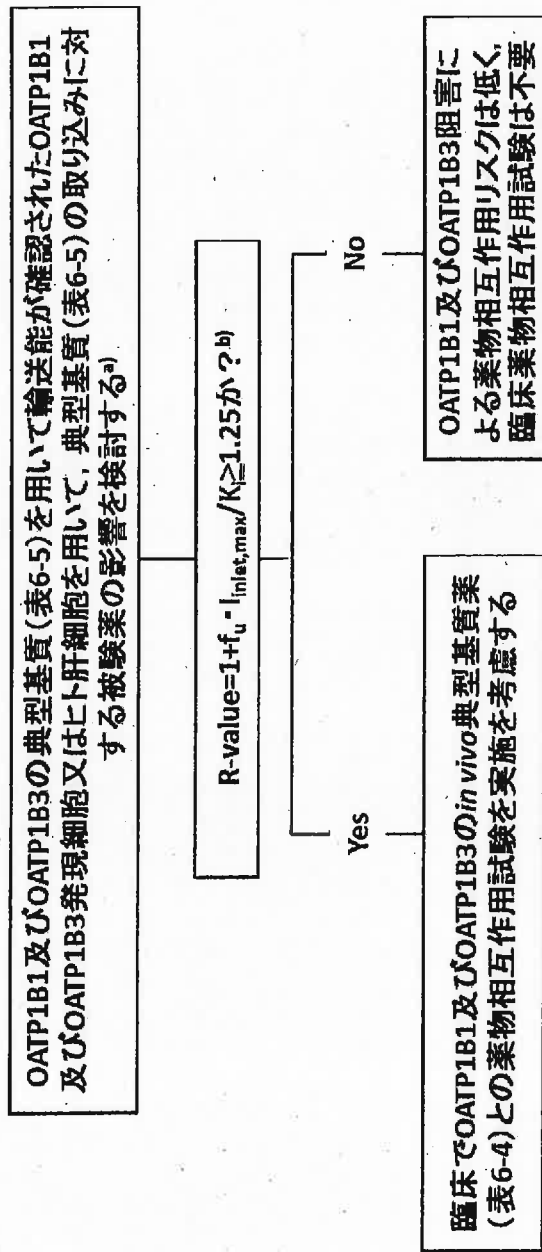 OATP1B1及びOATP1B3の典型基質(表6-5)を用いて輸送能が確認されたOATP1B1
及びOATP1B3発現細胞又はヒト肝細胞を用いて, 典型基質(表6-5)の取り込みに対
する被験薬の影響を検討するa)
R-value=1+fu・Iinlet,max/Ki≧1.25か?b)
Yes
No
臨床でOATP1B1及びOATP1B3のin vivo典型基質薬
(表6-4)との薬物相互作用試験を実施を考慮する
OATP1B1及びOATP1B3阻害に
よる薬物相互作用リスクは低く,
臨床薬物相互作用試験は不要